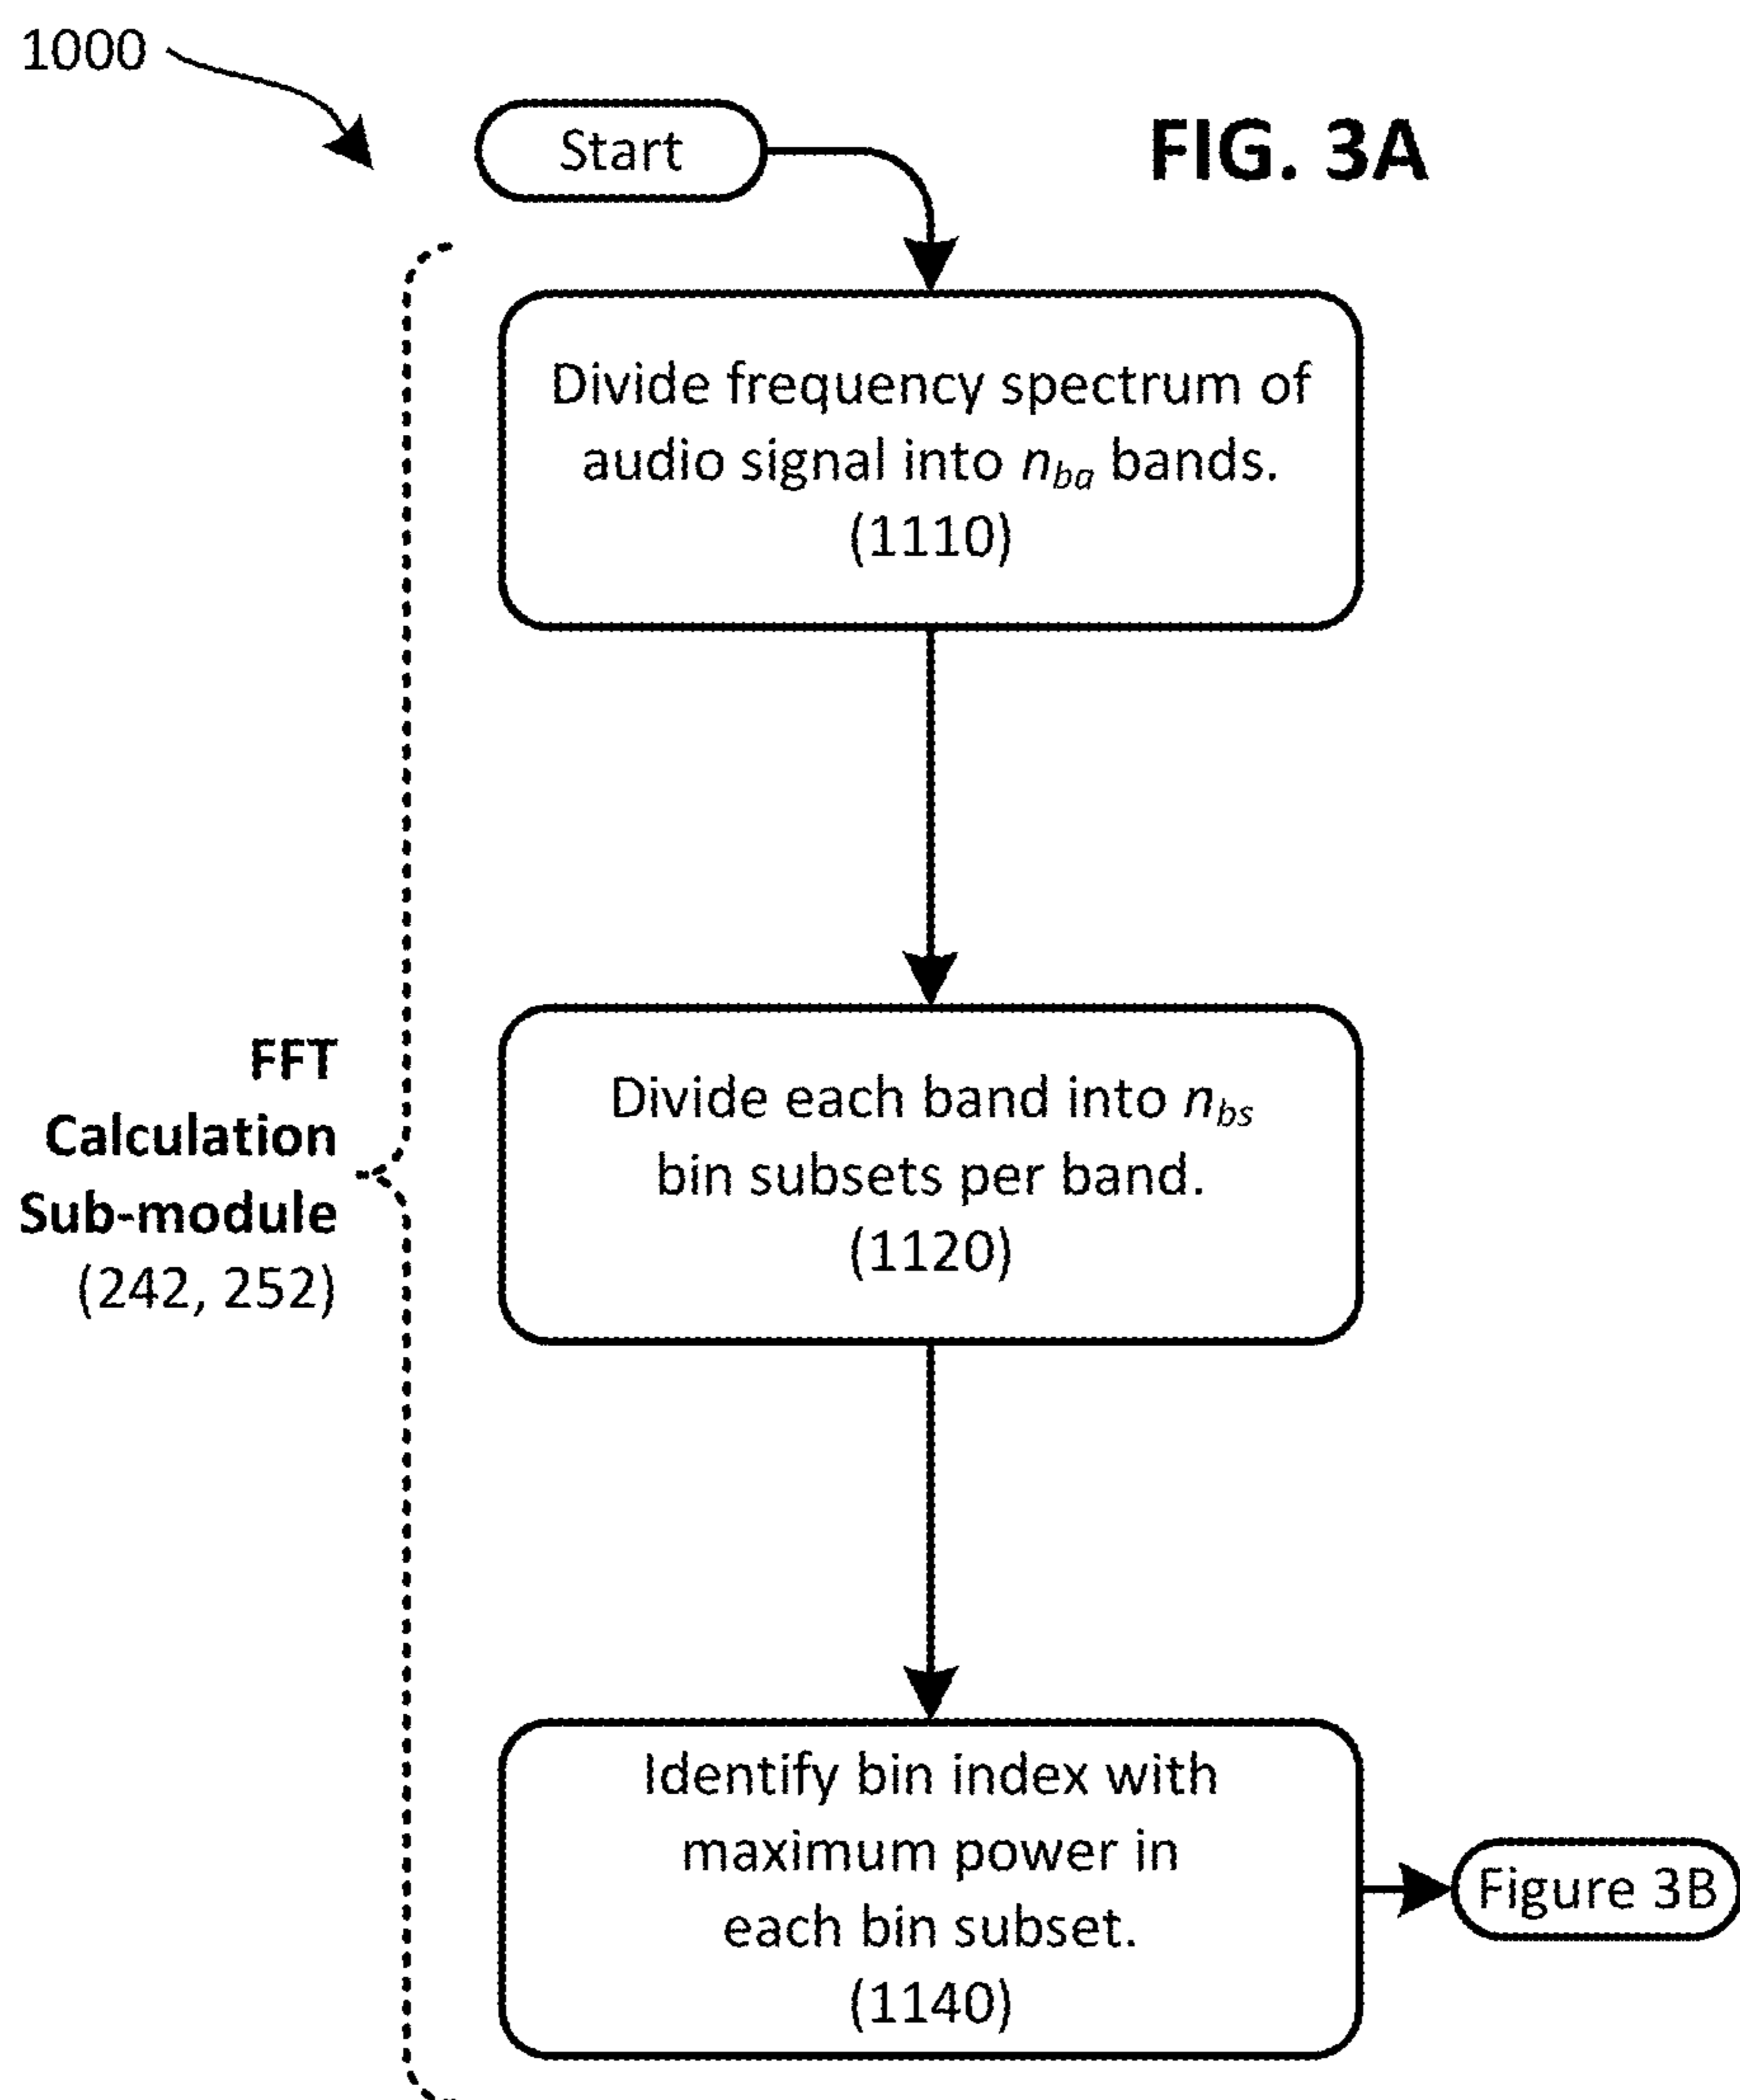 1000
Start
FIG. 3A
Divide frequency spectrum of
audio signal into n_ba bands.
(1110)
Divide each band into n_bs
bin subsets per band.
(1120)
FFT
Calculation
Sub-module
(242, 252)
Identify bin index with
maximum power in
each bin subset.
(1140)
Figure 3B